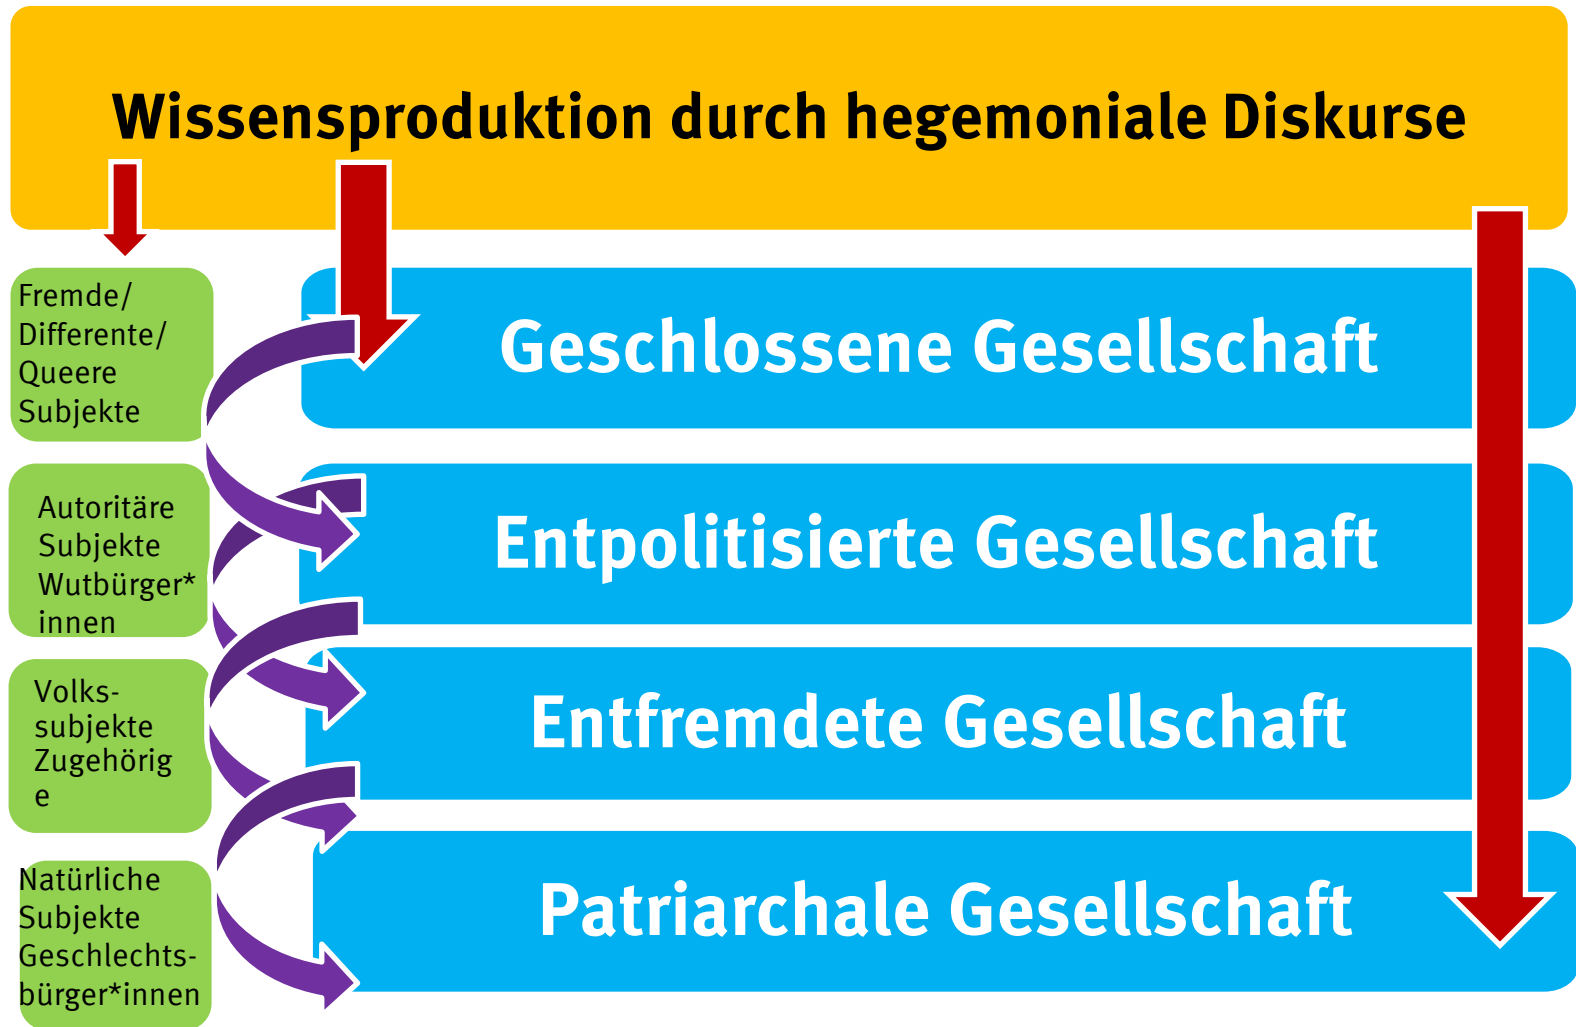 Wissensproduktion durch hegemoniale Diskurse
Fremde/
Differente/
Queere
Subjekte
Geschlossene Gesellschaft
Autoritäre
Subjekte
Wutbürger*
innen
Entpolitisierte Gesellschaft
Volks-
subjekte
Zugehörig
e
Entfremdete Gesellschaft
Natürliche
Subjekte
Geschlechts-
bürger*innen
Patriarchale Gesellschaft